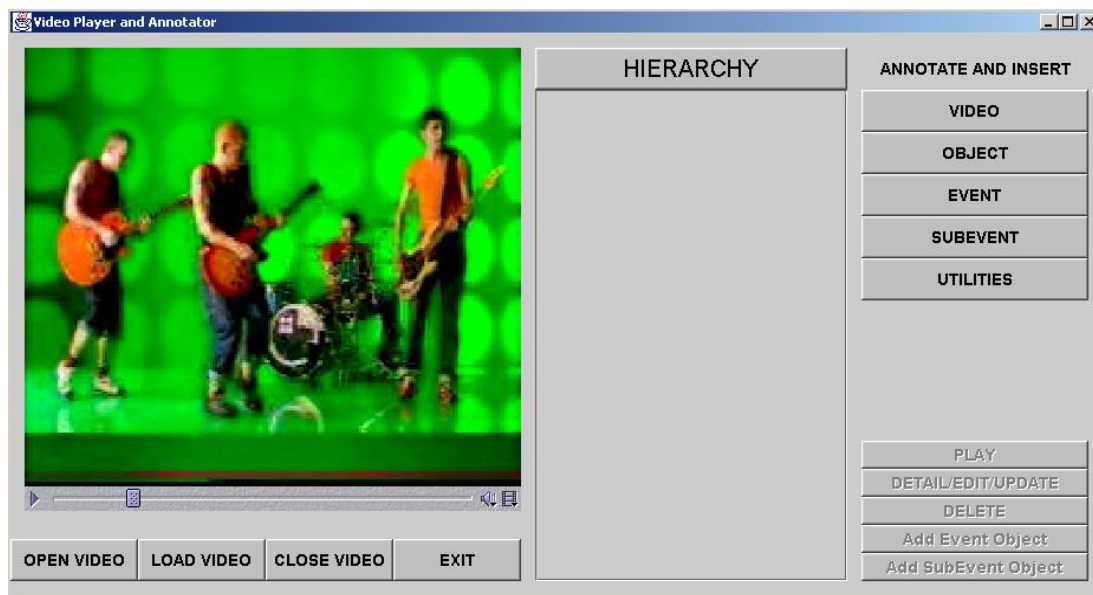 Video Player and Annotator
HIERARCHY
ANNOTATE AND INSERT
VIDEO
OBJECT
EVENT
SUBEVENT
UTILITIES
PLAY
DETAIL/EDIT/UPDATE
DELETE
Add Event Object
Add SubEvent Object
OPEN VIDEO
LOAD VIDEO
CLOSE VIDEO
EXIT